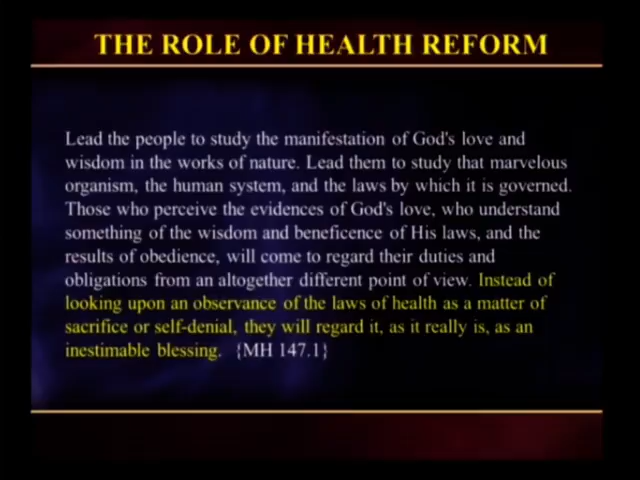 THE ROLE OF HEALTH REFORM
Lead the people to study the manifestation of God's love and
wisdom in the works of nature. Lead them to study that marvelous
organism, the human system, and the laws by which it is governed.
Those who perceive the evidences of God's love, who understand
something of the wisdom and beneficence of His laws, and the
results of obedience, will come to regard their duties and
obligations from an altogether different point of view. Instead of
looking upon an observance of the laws of health as a matter of
sacrifice or self-denial, they will regard it, as it really is, as an
inestimable blessing. {MH 147.1}